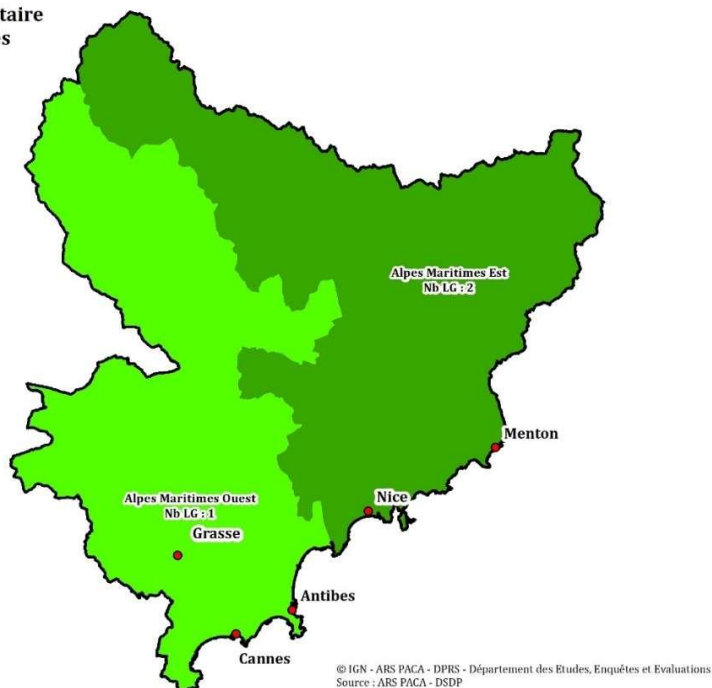 taire
es
Alpes Maritimes Est
Nb LG : 2
Menton
Nice
Alpes Maritimes Ouest
Nb LG : 1
Grasse
Antibes
Cannes
© IGN - ARS PACA - DPRS - Département des Etudes, Enquêtes et Evaluations
Source : ARS PACA - DSDP